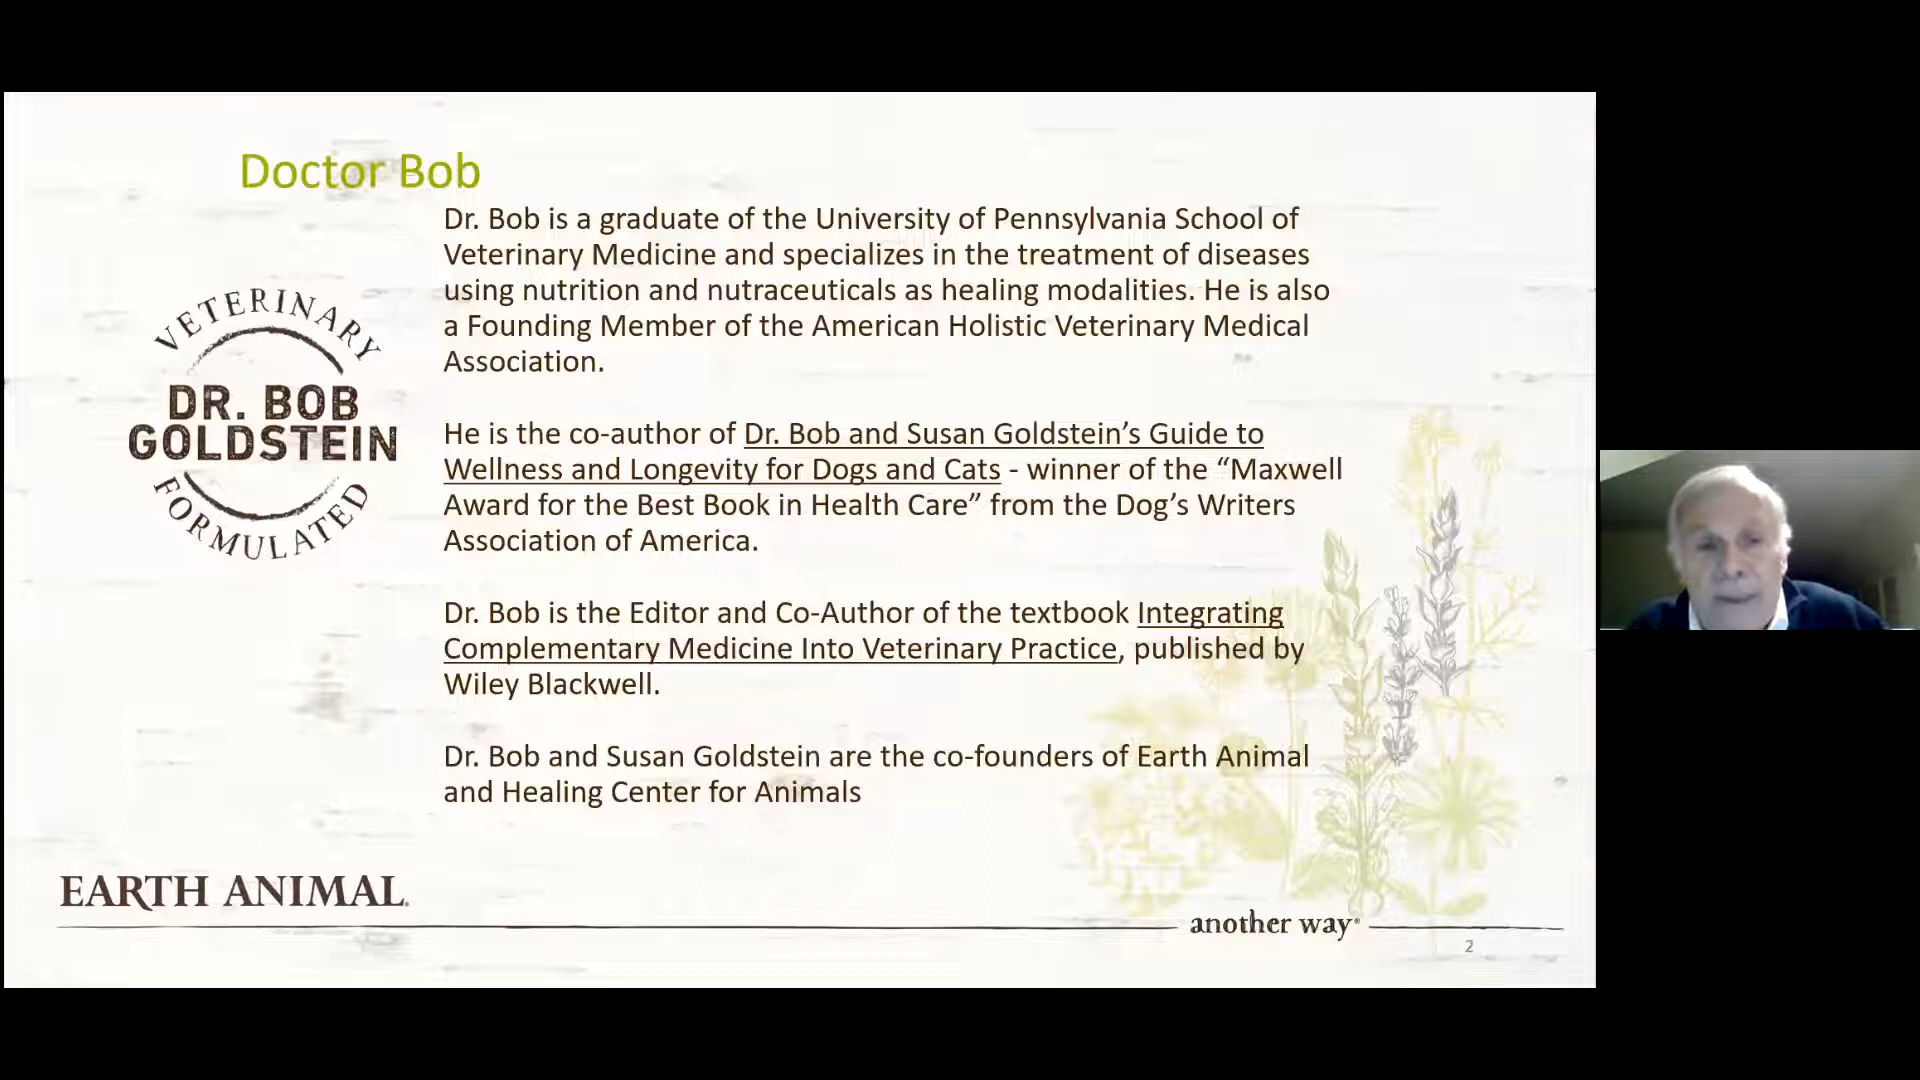 Doctor Bob
Dr. Bob is a graduate of the University of Pennsylvania School of
Veterinary Medicine and specializes in the treatment of diseases
using nutrition and nutraceuticals as healing modalities. He is also
a Founding Member of the American Holistic Veterinary Medical
Association.
VETERINARY
DR. BOB
GOLDSTEIN
FORMULATED
He is the co-author of Dr. Bob and Susan Goldstein’s Guide to
Wellness and Longevity for Dogs and Cats - winner of the “Maxwell
Award for the Best Book in Health Care” from the Dog’s Writers
Association of America.
Dr. Bob is the Editor and Co-Author of the textbook Integrating
Complementary Medicine Into Veterinary Practice, published by
Wiley Blackwell.
Dr. Bob and Susan Goldstein are the co-founders of Earth Animal
and Healing Center for Animals
EARTH ANIMAL
another way®
2